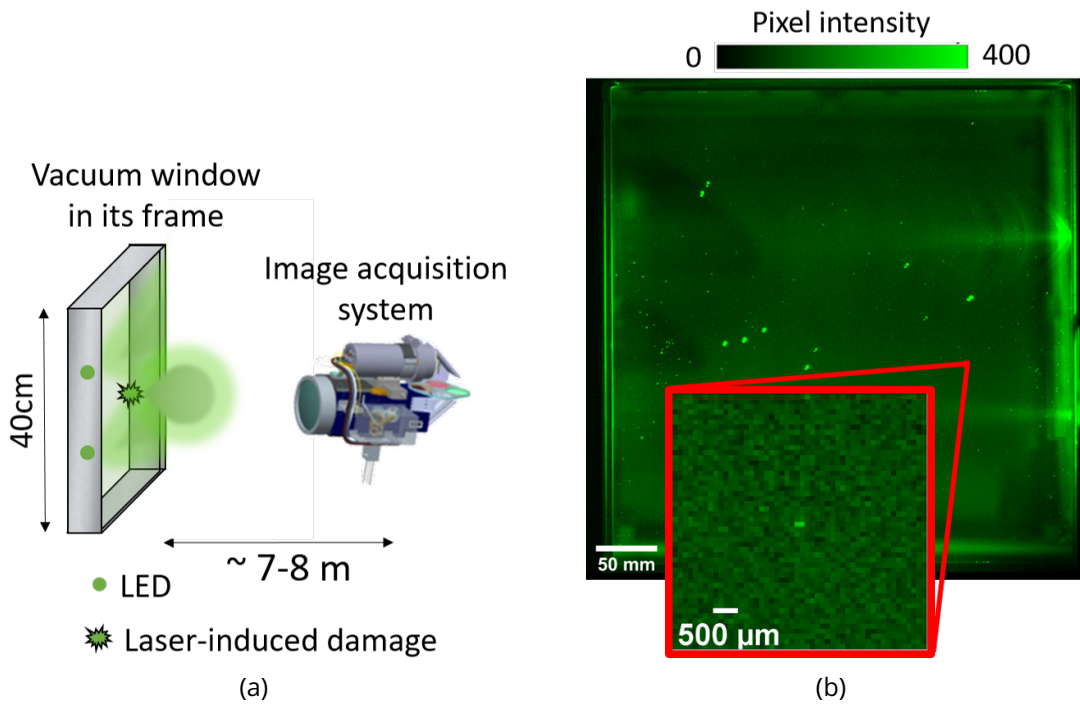 Vacuum window
in its frame
Image acquisition
system
40cm
~ 7-8 m
LED
Laser-induced damage
(a)
Pixel intensity
0
400
50 mm
500 μm
(b)